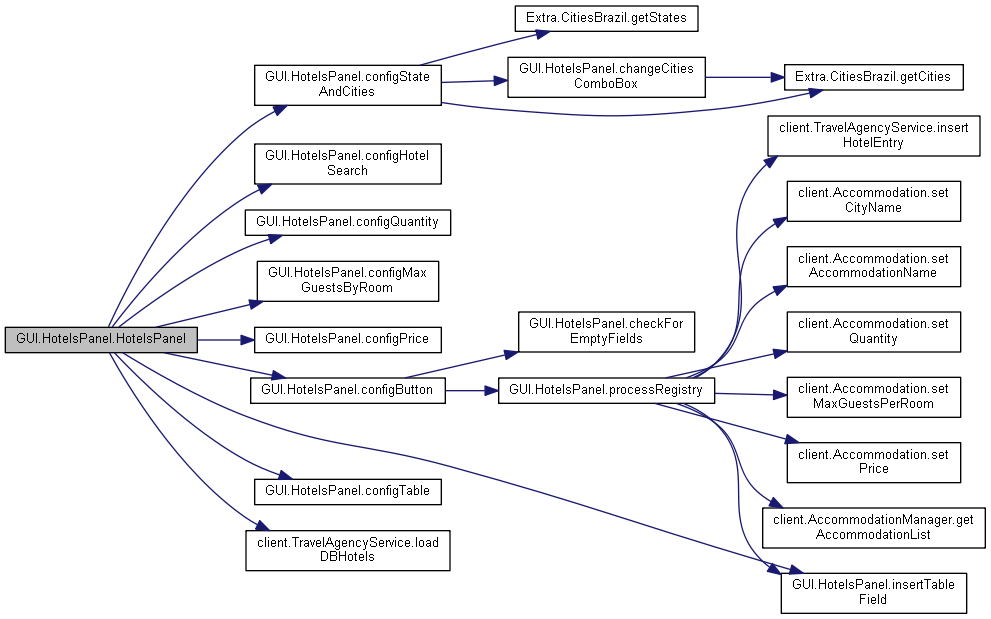 Extra.CitiesBrazil.getStates
GUI.HotelsPanel.configState
AndCities
GUI.HotelsPanel.changeCities
ComboBox
Extra.CitiesBrazil.getCities
client.TravelAgencyService.insert
HotelEntry
GUI.HotelsPanel.configHotel
Search
client.Accommodation.set
CityName
GUI.HotelsPanel.configQuantity
client.Accommodation.set
AccommodationName
GUI.HotelsPanel.configMax
GuestsByRoom
GUI.HotelsPanel.HotelsPanel
GUI.HotelsPanel.configPrice
GUI.HotelsPanel.checkFor
EmptyFields
client.Accommodation.set
Quantity
GUI.HotelsPanel.configButton
GUI.HotelsPanel.processRegistry
client.Accommodation.set
MaxGuestsPerRoom
client.Accommodation.set
Price
GUI.HotelsPanel.configTable
client.AccommodationManager.get
AccommodationList
client.TravelAgencyService.load
DBHotels
GUI.HotelsPanel.insertTable
Field